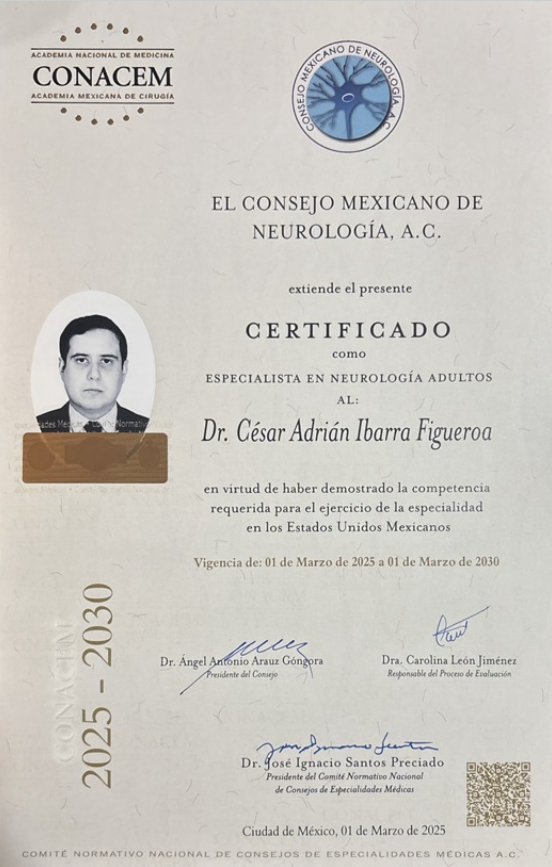 ACADEMIA NACIONAL DE MEDICINA
CONACEM
ACADEMIA MEXICANA DE CIRUGÍA
CONSEJO MEXICANO DE NEUROLOGÍA, A.C.
EL CONSEJO MEXICANO DE
NEUROLOGÍA, A.C.
extiende el presente
CERTIFICADO
como
ESPECIALISTA EN NEUROLOGÍA ADULTOS
AL:
Dr. César Adrián Ibarra Figueroa
en virtud de haber demostrado la competencia
requerida para el ejercicio de la especialidad
en los Estados Unidos Mexicanos
Vigencia de: 01 de Marzo de 2025 a 01 de Marzo de 2030
CONACEM
2025 - 2030
Dr. Ángel Antonio Arauz Góngora
Presidente del Consejo
Dra. Carolina León Jiménez
Responsable del Proceso de Evaluación
Dr. José Ignacio Santos Preciado
Presidente del Comité Normativo Nacional
de Consejos de Especialidades Médicas
Ciudad de México, 01 de Marzo de 2025
COMITÉ NORMATIVO NACIONAL DE CONSEJOS DE ESPECIALIDADES MÉDICAS A.C.